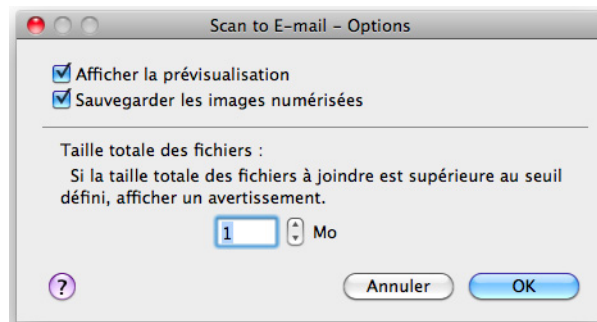 Scan to E-mail – Options
Afficher la prévisualisation
Sauvegarder les images numérisées
Taille totale des fichiers :
Si la taille totale des fichiers à joindre est supérieure au seuil
défini, afficher un avertissement.
1 Mo
? Annuler OK